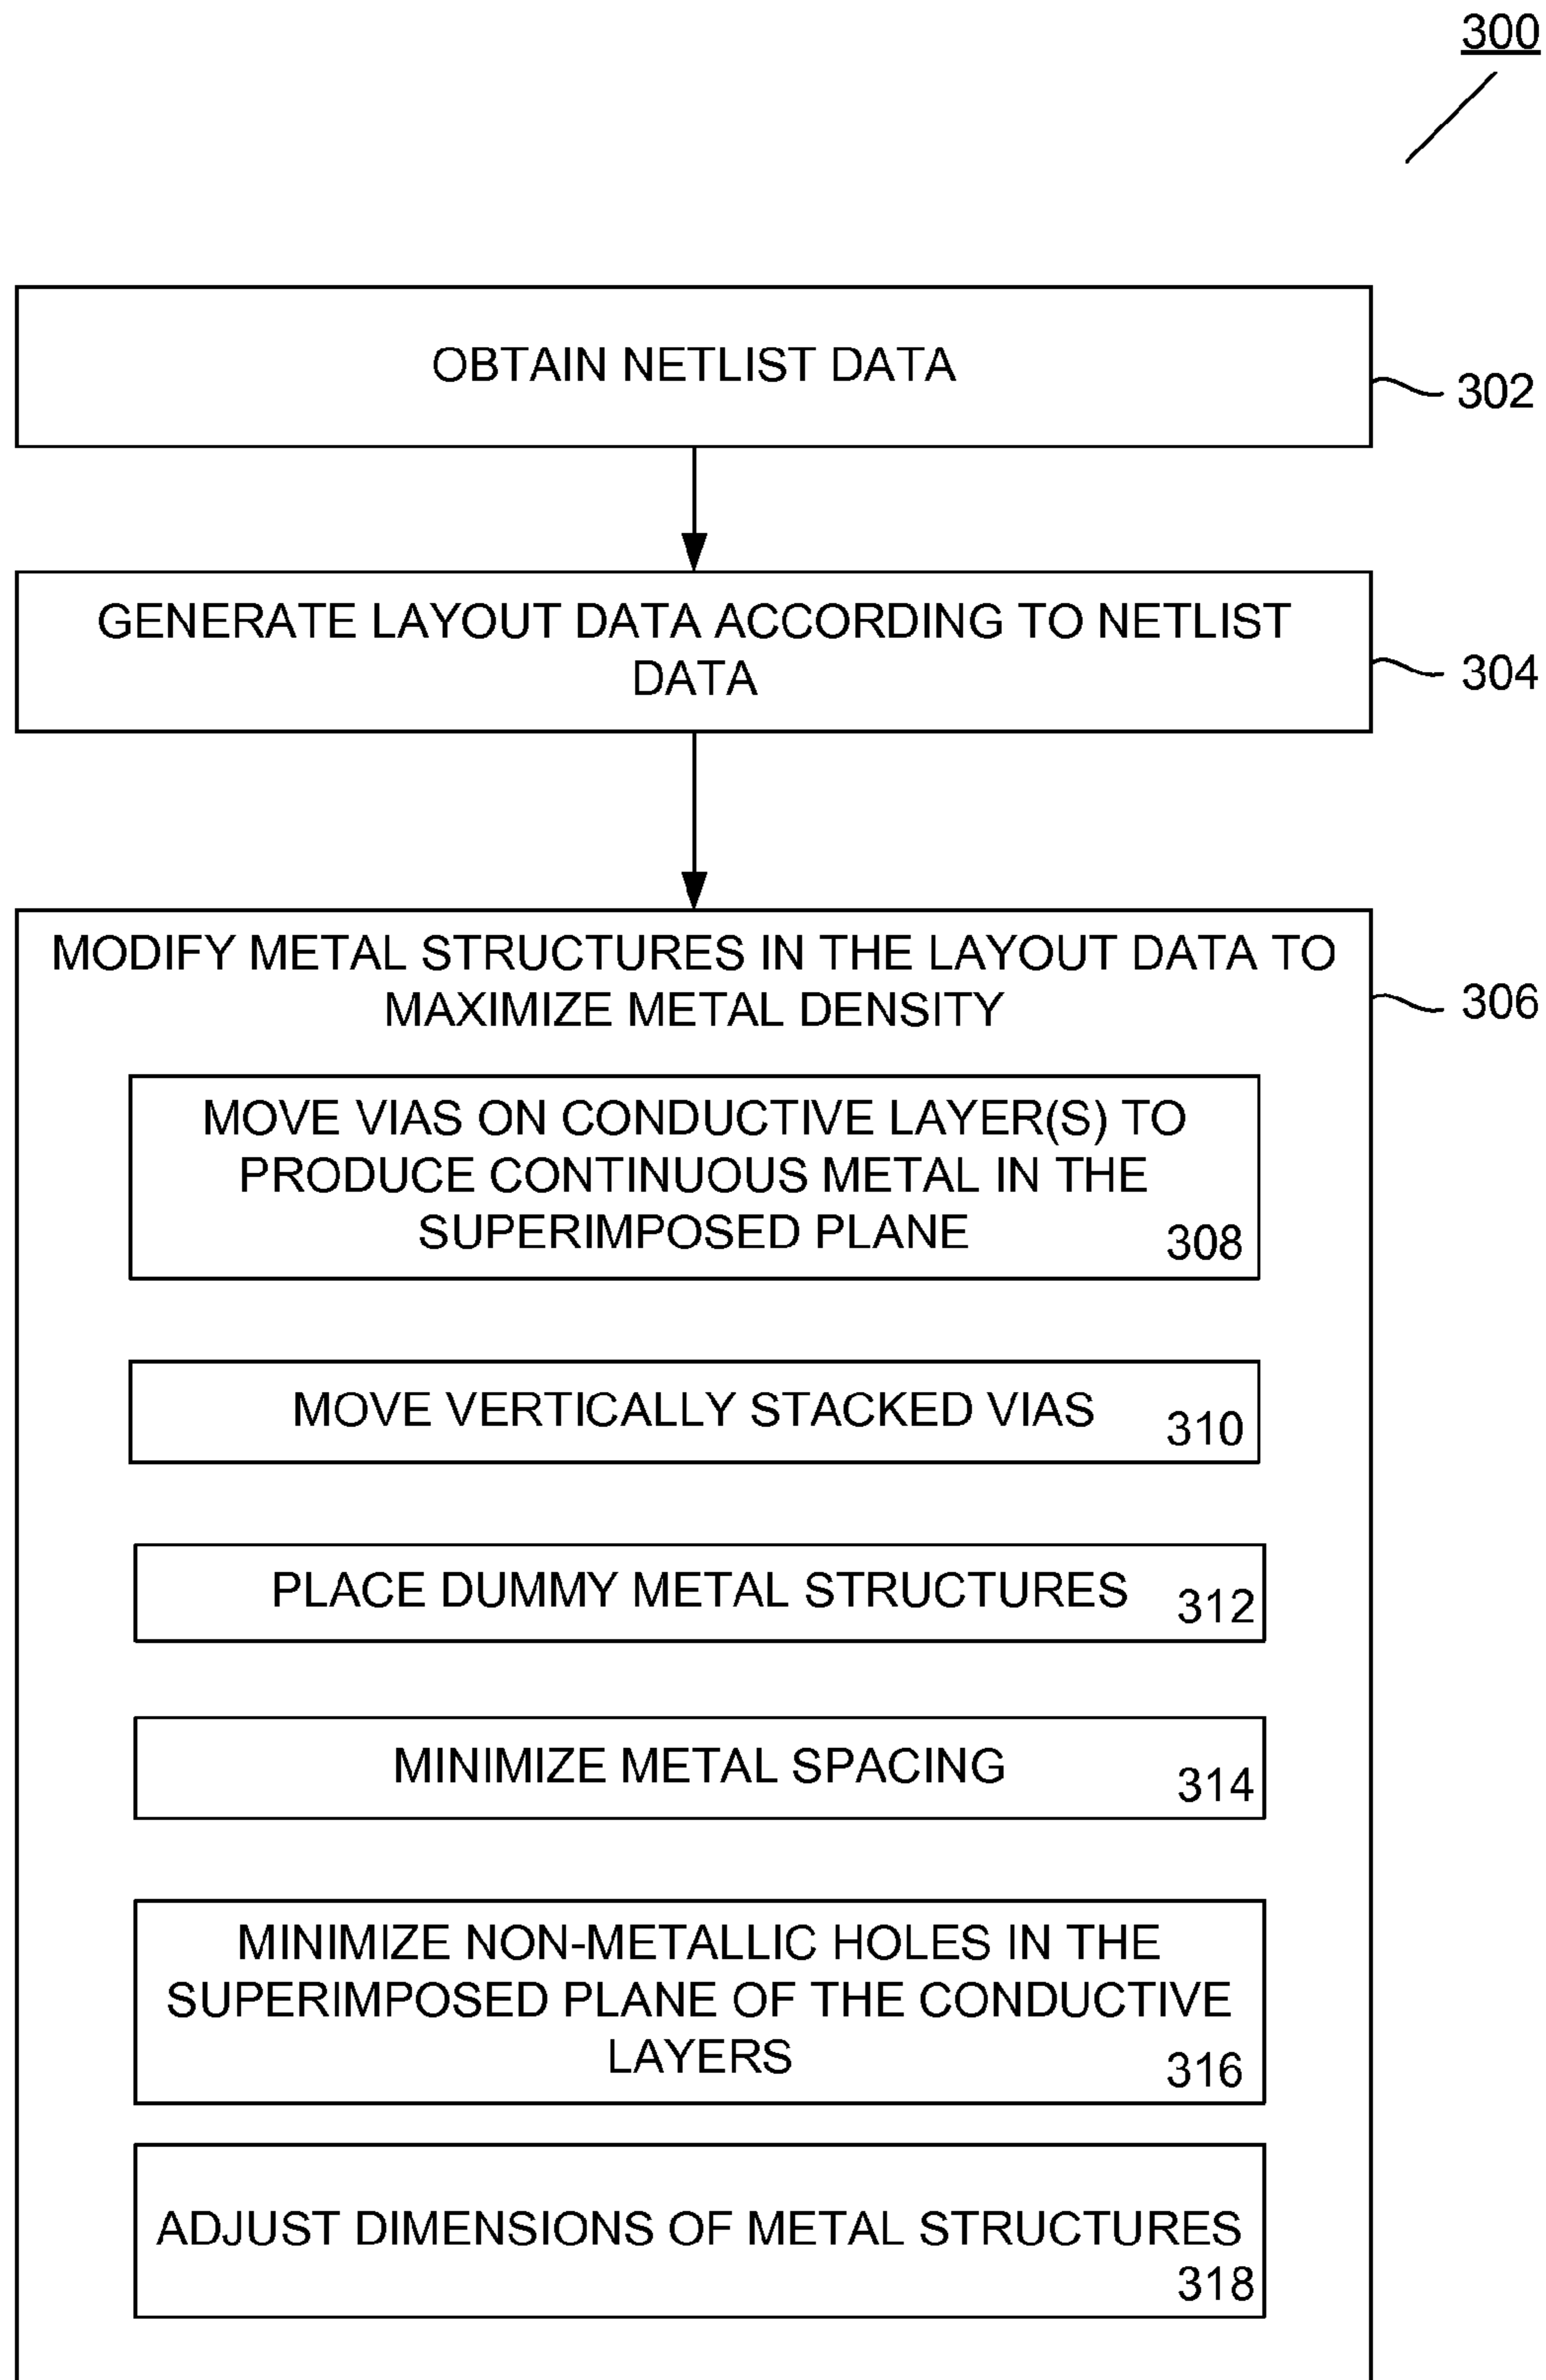 300
OBTAIN NETLIST DATA
302
GENERATE LAYOUT DATA ACCORDING TO NETLIST
DATA
304
MODIFY METAL STRUCTURES IN THE LAYOUT DATA TO
MAXIMIZE METAL DENSITY
306
MOVE VIAS ON CONDUCTIVE LAYER(S) TO
PRODUCE CONTINUOUS METAL IN THE
SUPERIMPOSED PLANE
308
MOVE VERTICALLY STACKED VIAS
310
PLACE DUMMY METAL STRUCTURES
312
MINIMIZE METAL SPACING
314
MINIMIZE NON-METALLIC HOLES IN THE
SUPERIMPOSED PLANE OF THE CONDUCTIVE
LAYERS
316
ADJUST DIMENSIONS OF METAL STRUCTURES
318